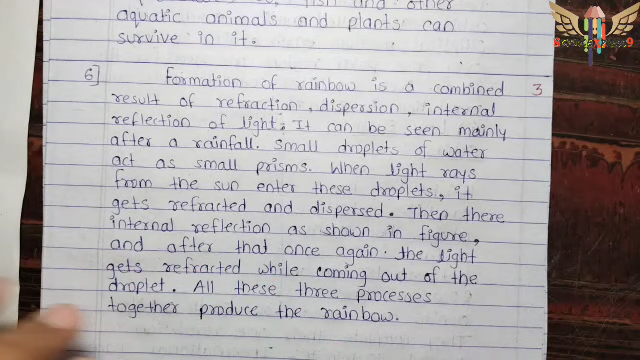 fish and other
aquatic animals and plants can
survive in it.
6] Formation of rainbow is a combined 3
result of refraction, dispersion, internal
reflection of light. It can be seen mainly
after a rainfall. Small droplets of water
act as small prisms. When light rays
from the sun enter these droplets, it
gets refracted and dispersed. Then there
internal reflection as shown in figure,
and after that once again. the light
gets refracted while coming out of the
droplet. All these three processes
together produce the rainbow.